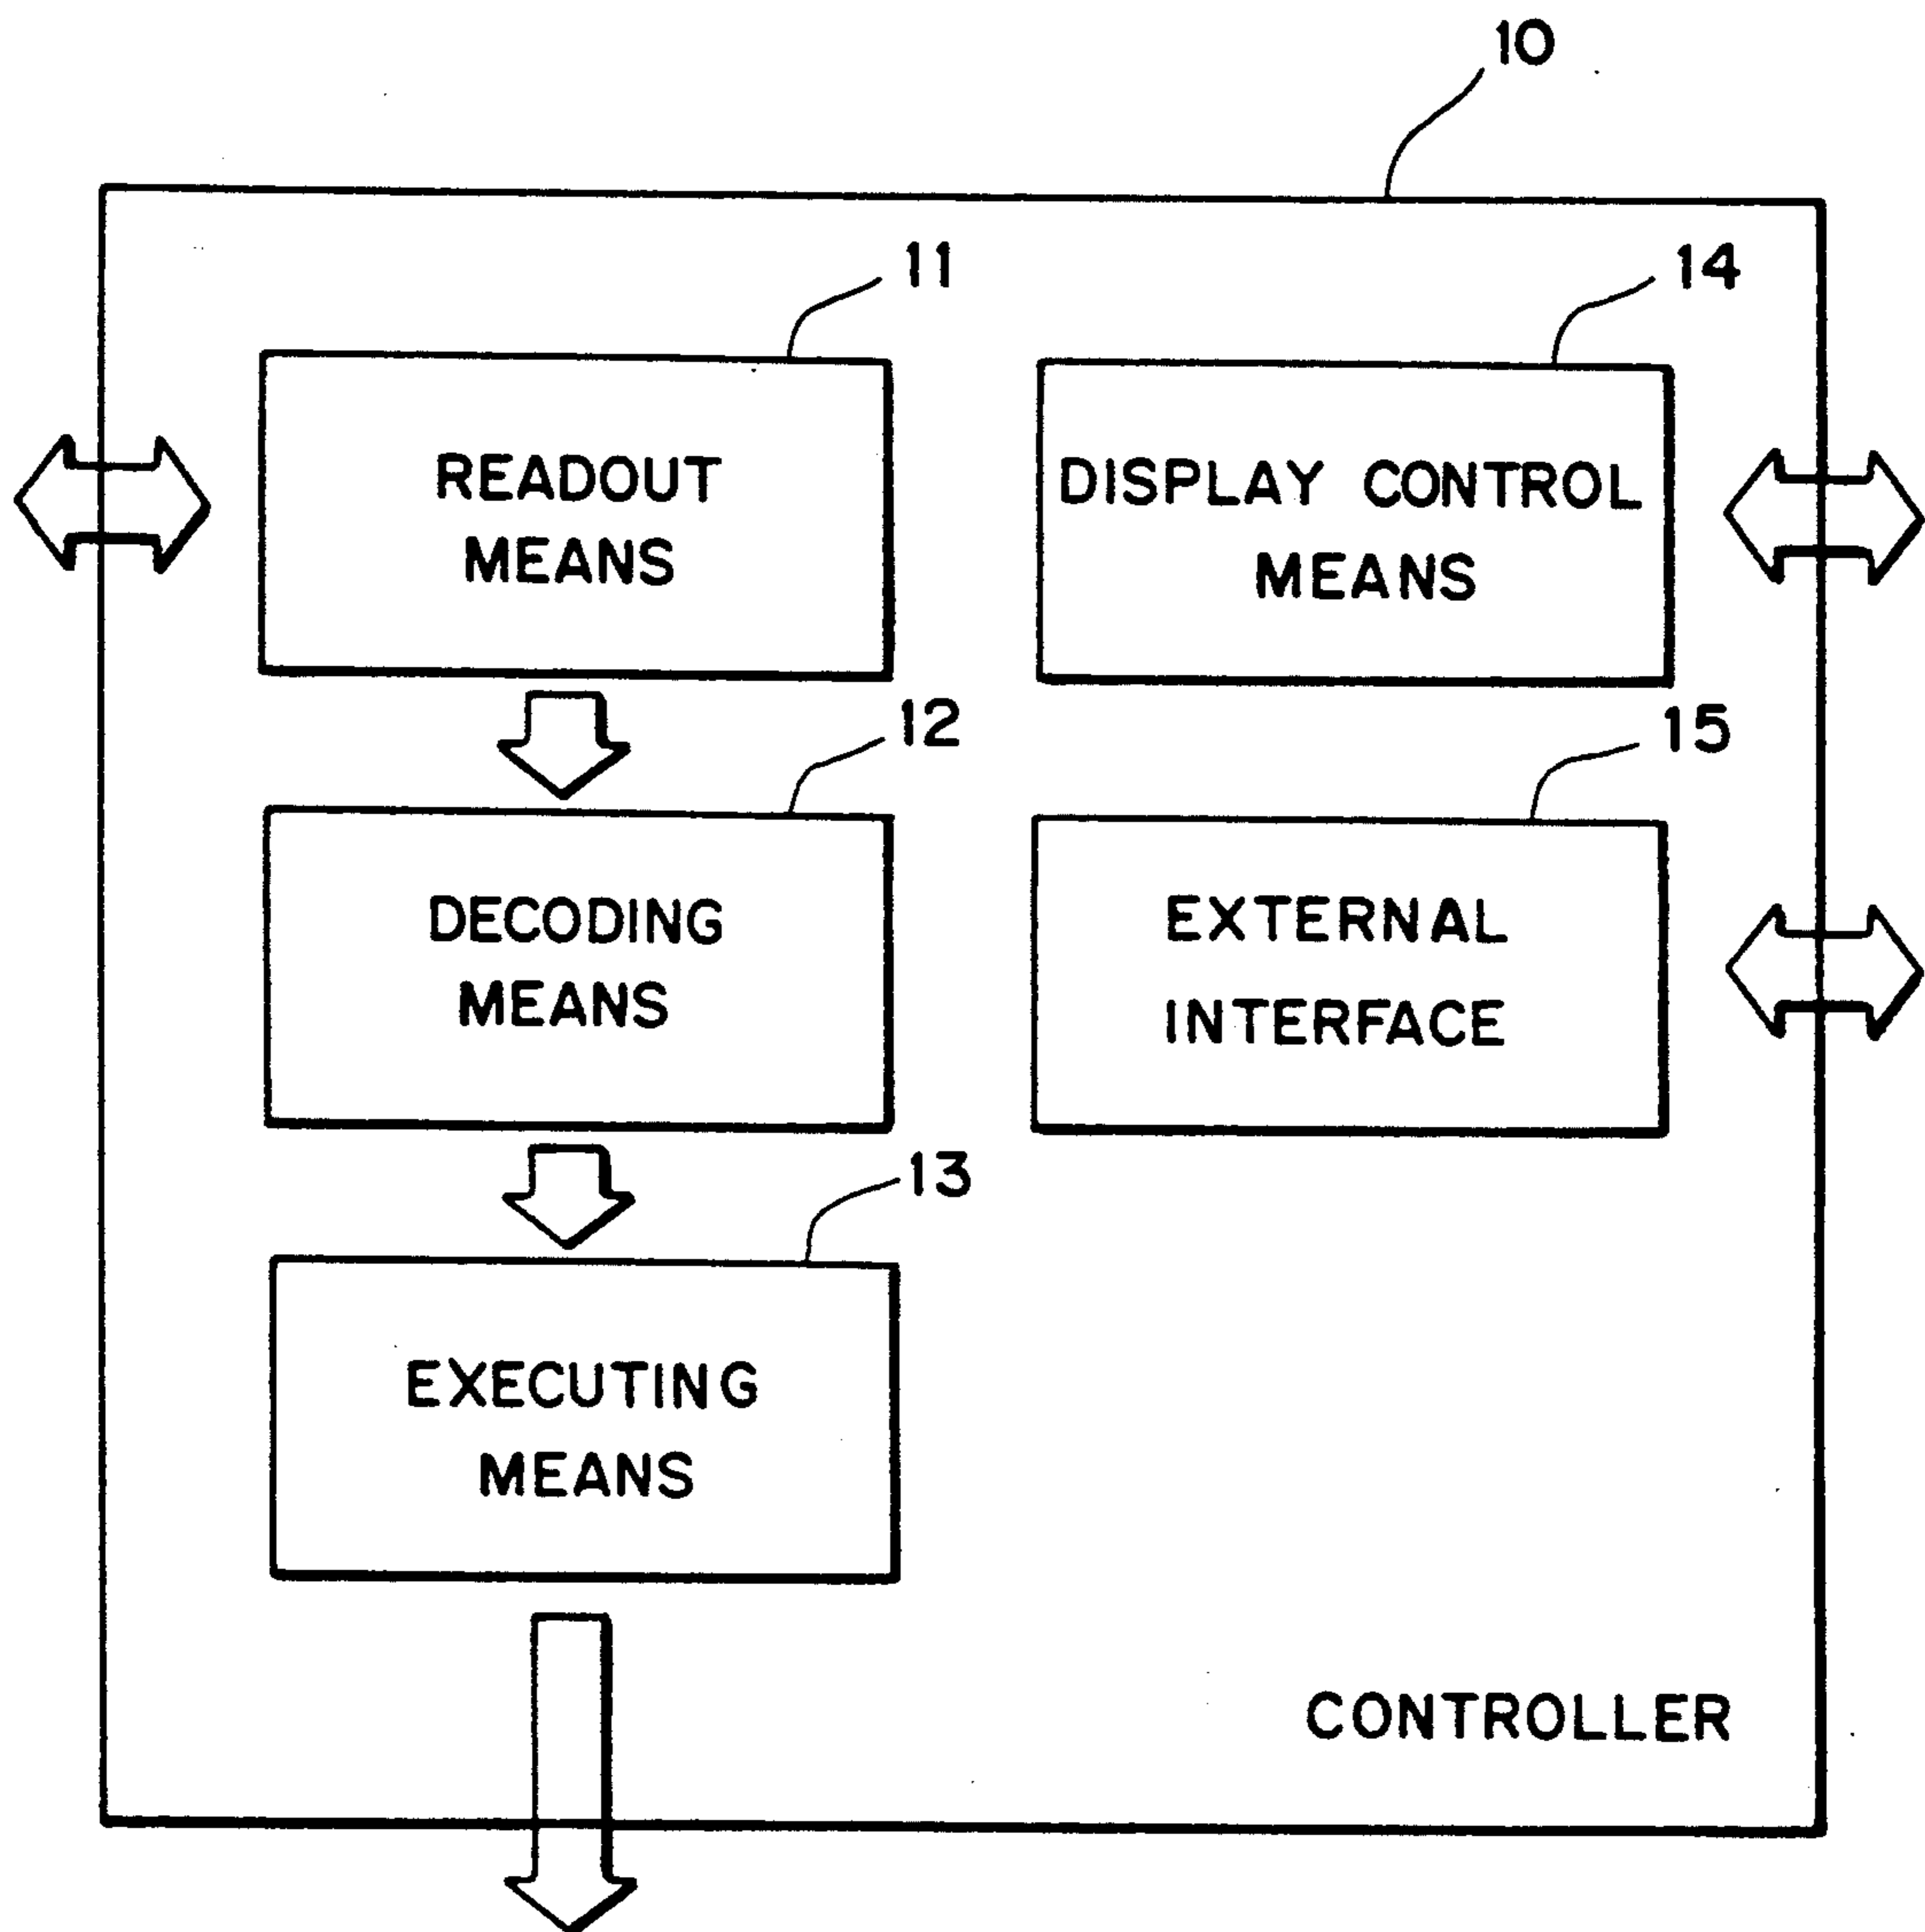 10
11
14
READOUT
MEANS
DISPLAY CONTROL
MEANS
12
15
DECODING
MEANS
EXTERNAL
INTERFACE
13
EXECUTING
MEANS
CONTROLLER